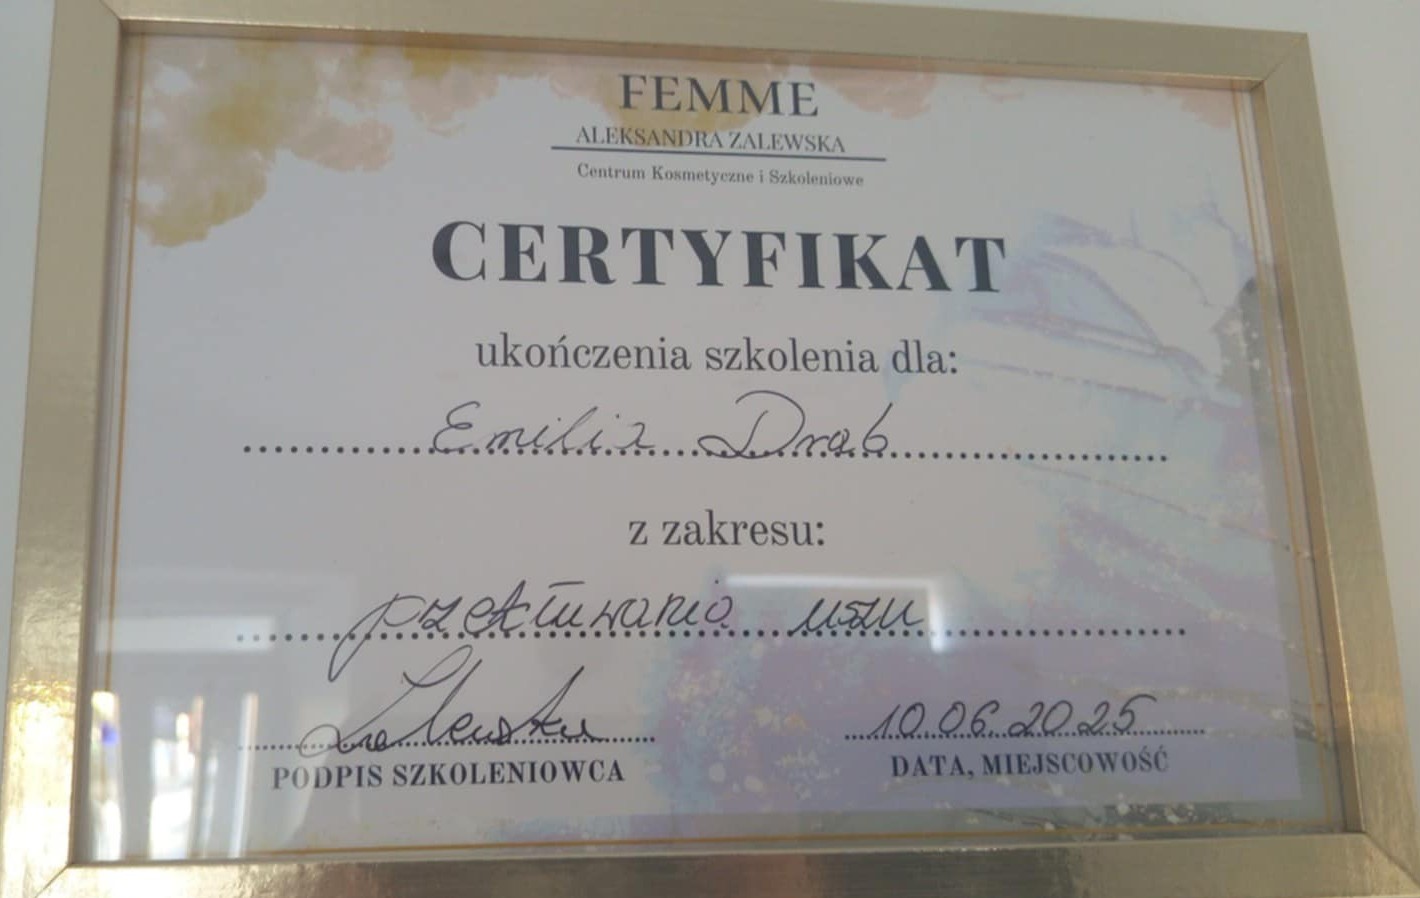 FEMME
ALEKSANDRA ZALEWSKA
Centrum Kosmetyczne i Szkoleniowe
CERTYFIKAT
ukończenia szkolenia dla:
Emilia Drab
z zakresu:
przekłuwania uszu
Zalewska 10.06.2025
PODPIS SZKOLENIOWCA DATA, MIEJSCOWOŚĆ